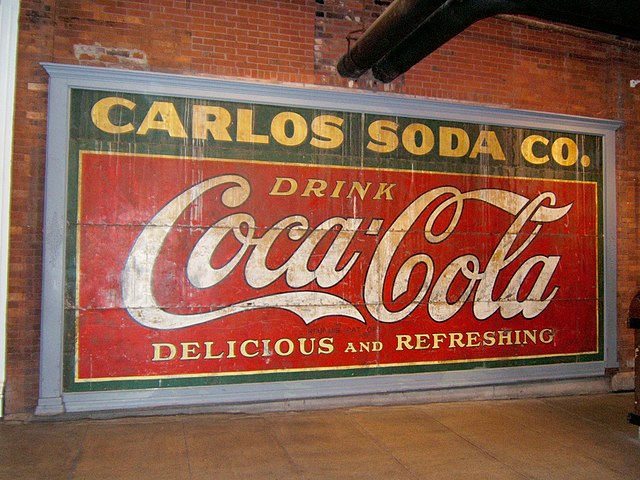 CARLOS SODA CO.
DRINK
Coca-Cola
DELICIOUS AND REFRESHING